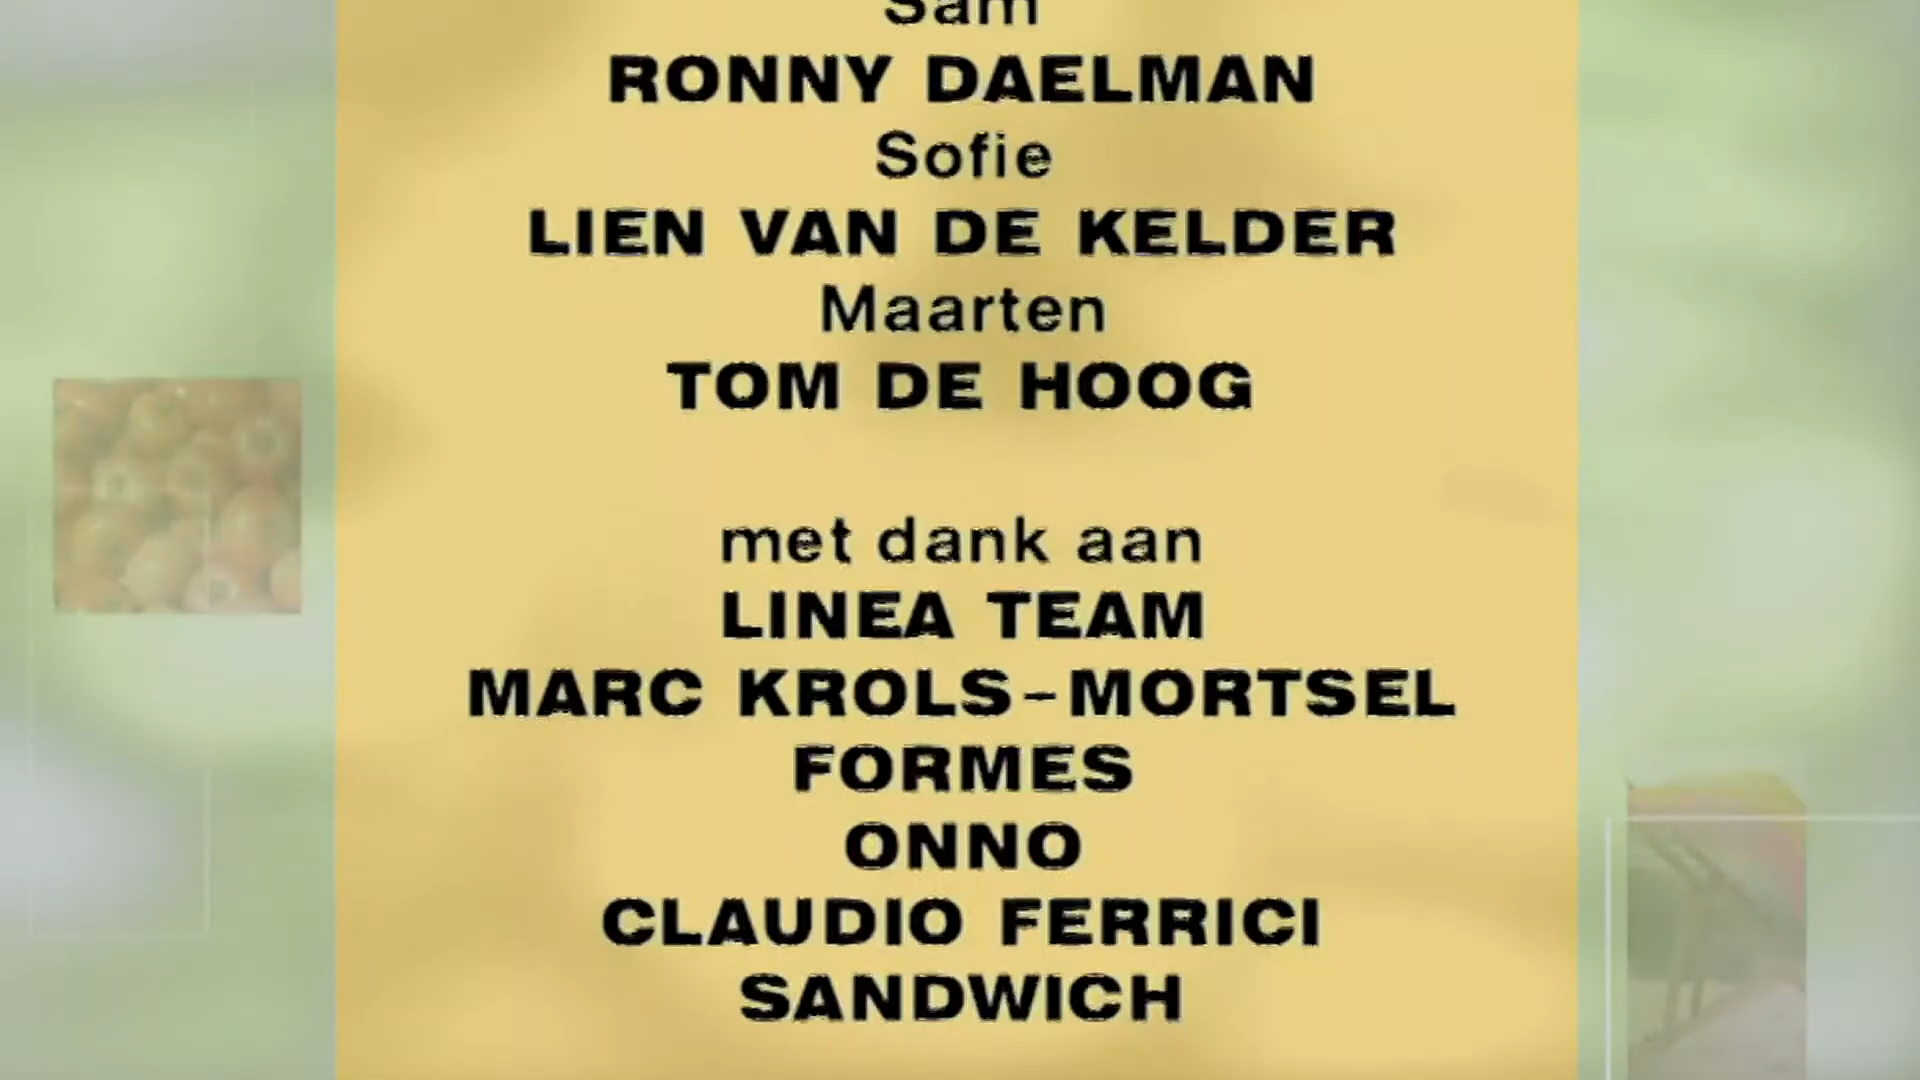 Sam
RONNY DAELMAN
Sofie
LIEN VAN DE KELDER
Maarten
TOM DE HOOG
met dank aan
LINEA TEAM
MARC KROLS-MORTSEL
FORMES
ONNO
CLAUDIO FERRICI
SANDWICH